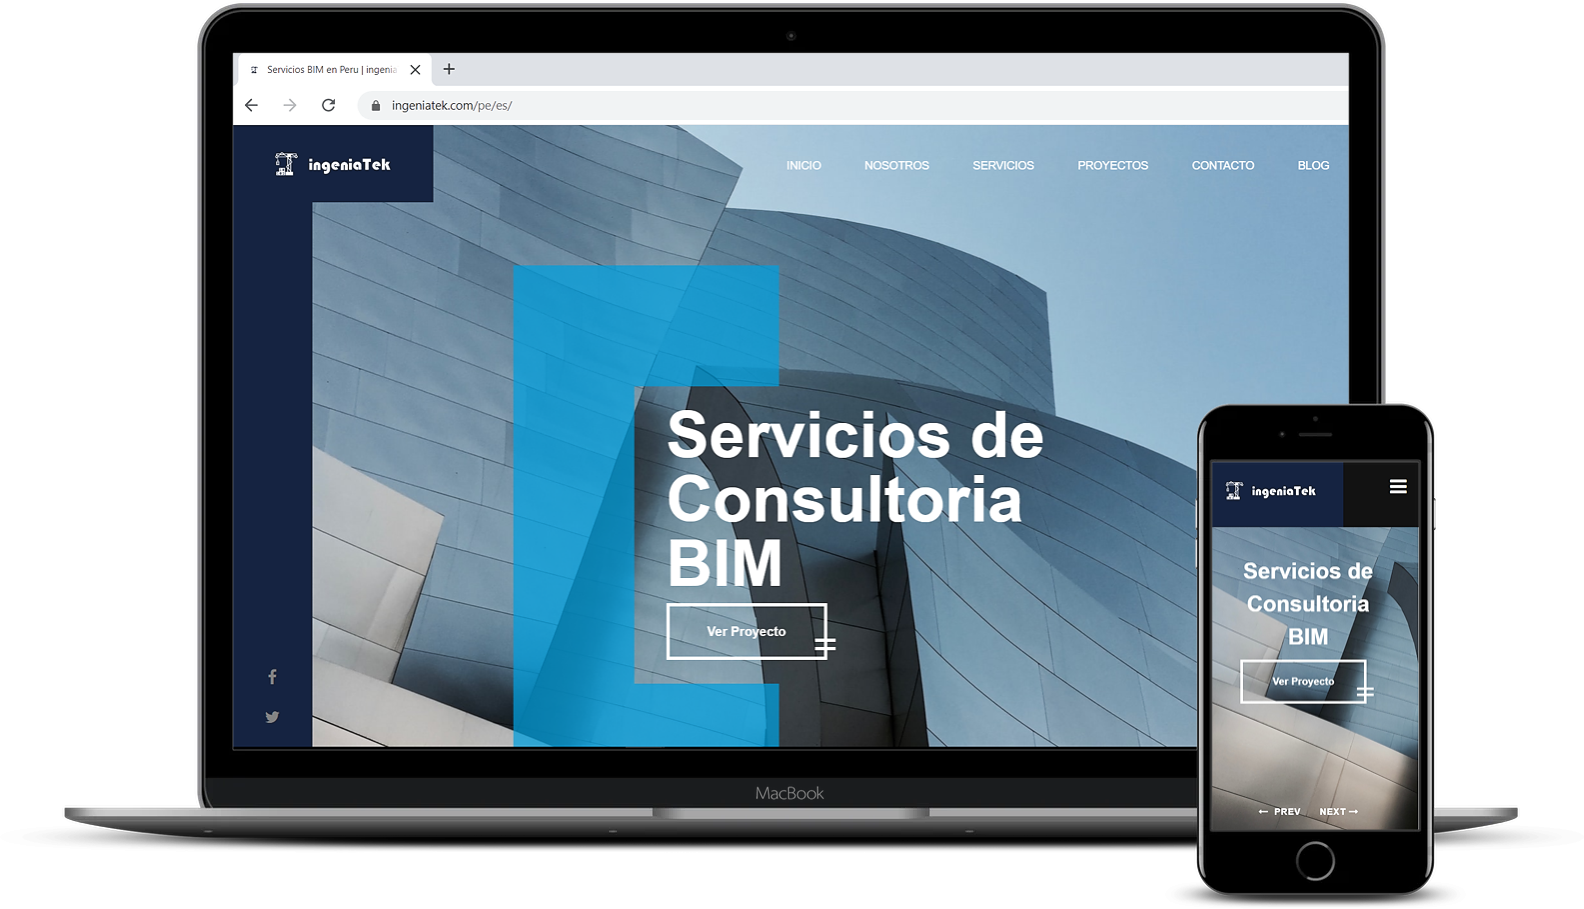 Servicios BIM en Peru | ingenia
ingeniatek.com/pe/es/
ingeniaTek
INICIO NOSOTROS SERVICIOS PROYECTOS CONTACTO BLOG
Servicios de
Consultoria
BIM
Ver Proyecto
MacBook
ingeniaTek
Servicios de
Consultoria
BIM
Ver Proyecto
← PREV NEXT →